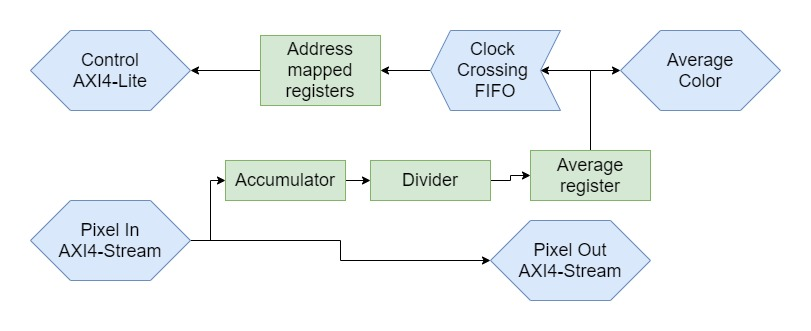 Control
AXI4-Lite
Address
mapped
registers
Clock
Crossing
FIFO
Average
Color
Accumulator
Divider
Average
register
Pixel In
AXI4-Stream
Pixel Out
AXI4-Stream